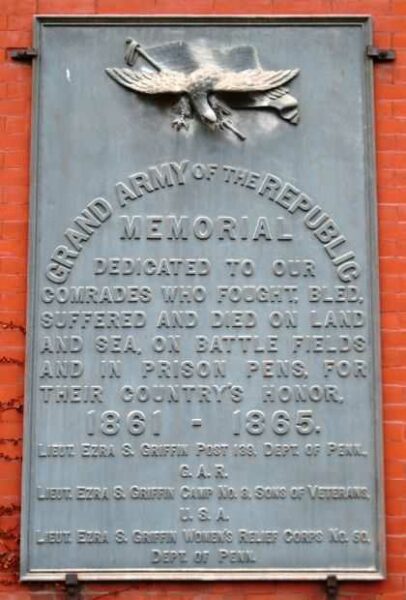 GRAND ARMY OF THE REPUBLIC
MEMORIAL
DEDICATED TO OUR
COMRADES WHO FOUGHT, BLED,
SUFFERED AND DIED ON LAND
AND SEA, ON BATTLE FIELDS
AND IN PRISON PENS, FOR
THEIR COUNTRY'S HONOR.
1861 - 1865.
LIEUT. EZRA S. GRIFFIN POST 139, DEPT. OF PENN.,
G. A. R.
LIEUT. EZRA S. GRIFFIN CAMP NO. 8, SONS OF VETERANS,
U. S. A.
LIEUT. EZRA S. GRIFFIN WOMEN'S RELIEF CORPS NO. 50,
DEPT. OF PENN.